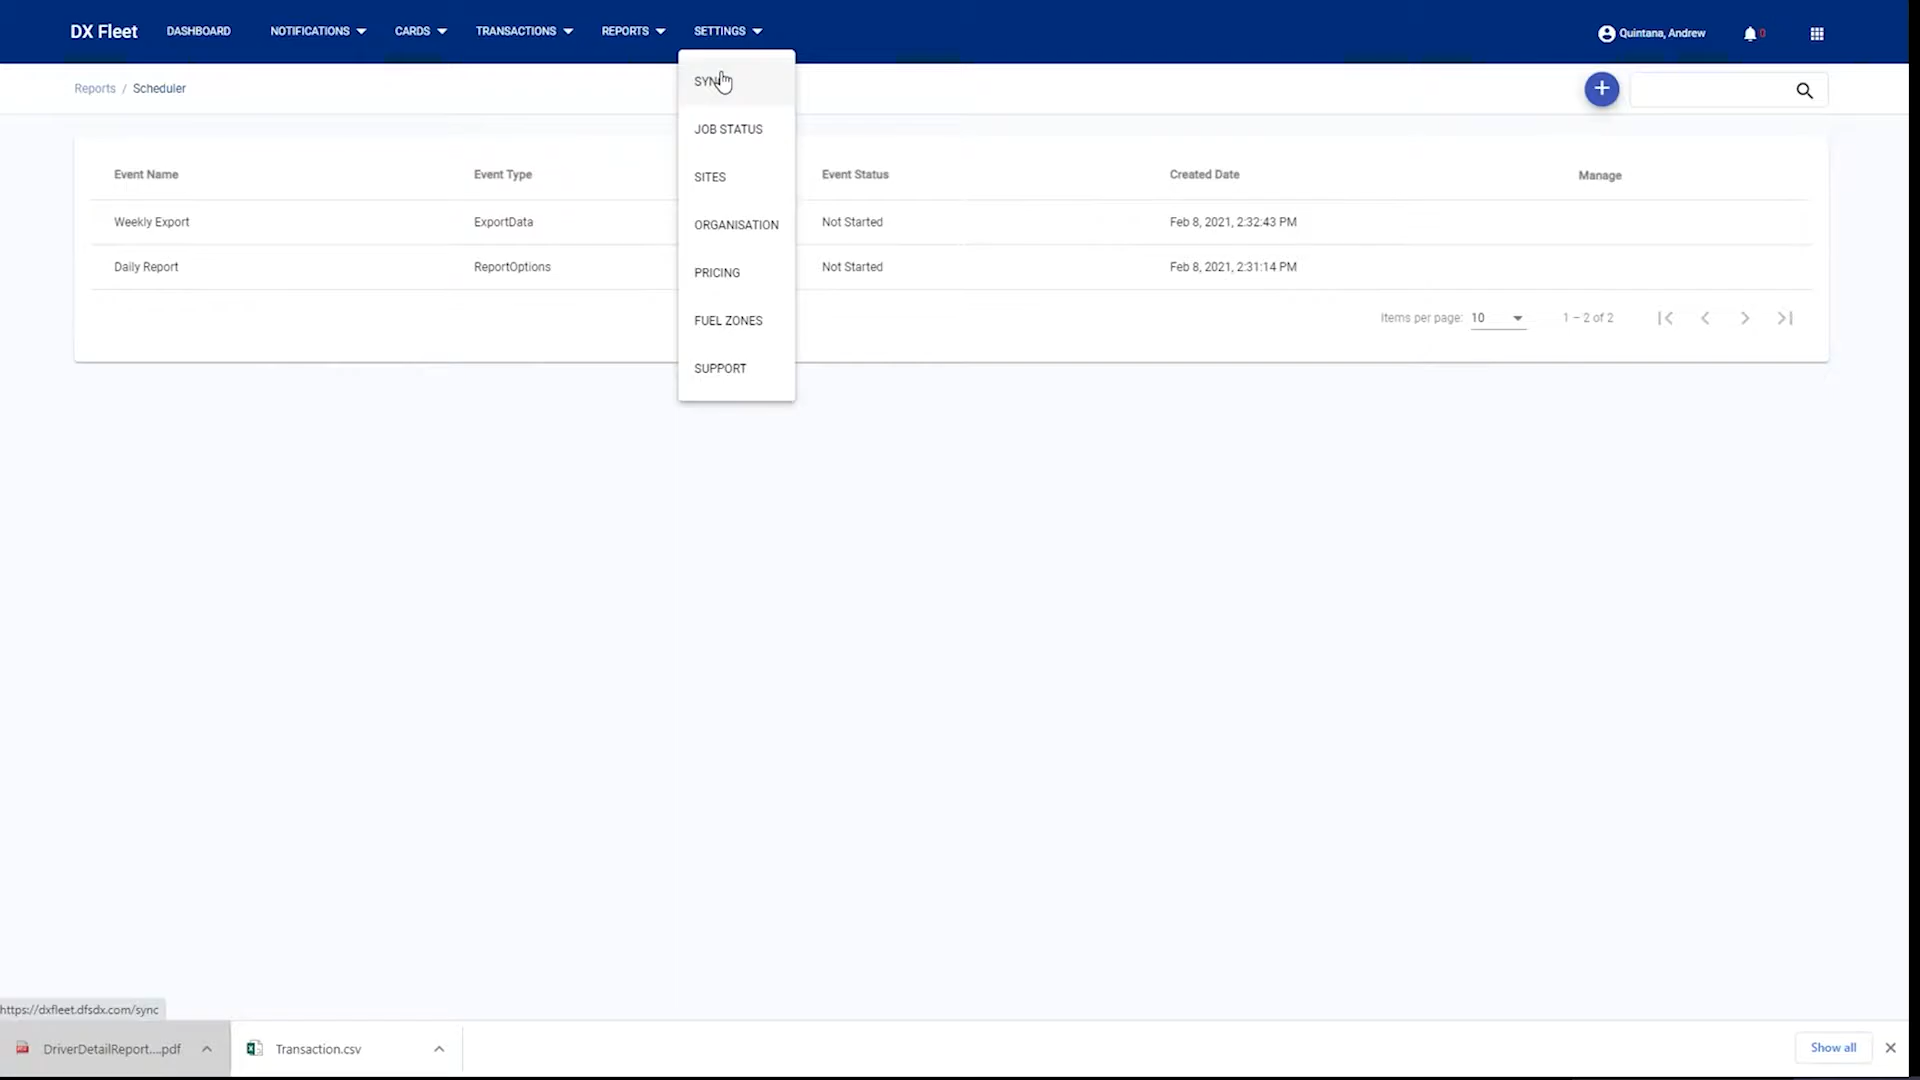 DX Fleet DASHBOARD NOTIFICATIONS CARDS TRANSACTIONS REPORTS SETTINGS Quintana, Andrew 0
Reports / Scheduler
SYNC
JOB STATUS
SITES
ORGANISATION
PRICING
FUEL ZONES
SUPPORT
Event Name Event Type Event Status Created Date Manage
Weekly Export ExportData Not Started Feb 8, 2021, 2:32:43 PM
Daily Report ReportOptions Not Started Feb 8, 2021, 2:31:14 PM
Items per page: 10 1 – 2 of 2
https://dxfleet.dfsdx.com/sync
DriverDetailReport....pdf Transaction.csv Show all